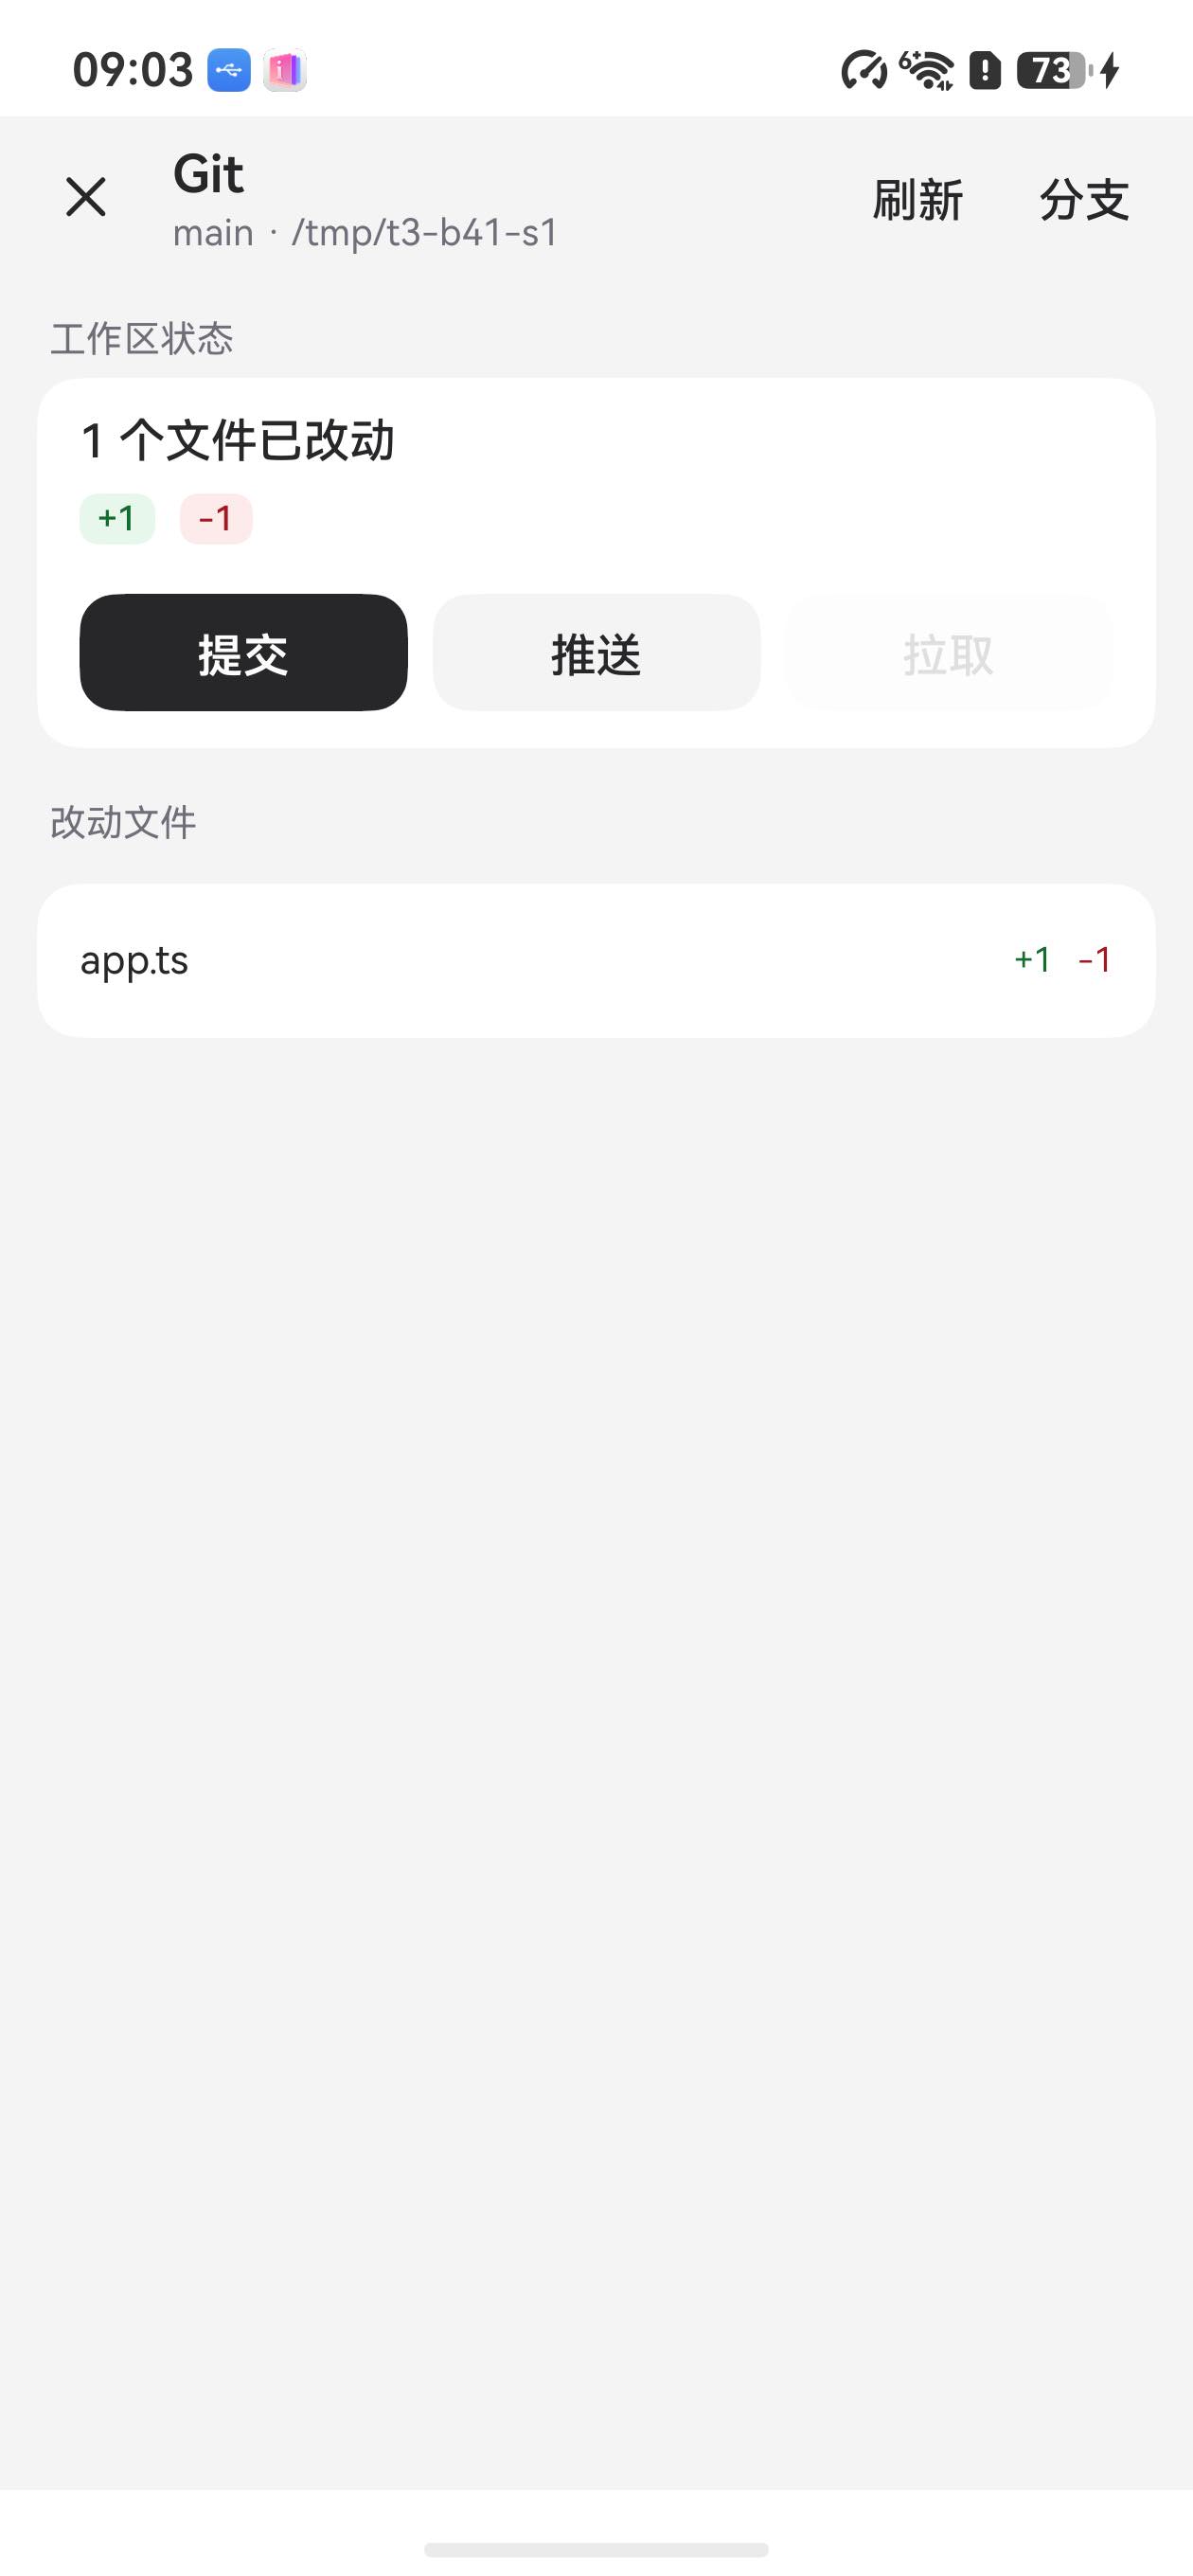 09:03
73
Git
main · /tmp/t3-b41-s1
刷新
分支
工作区状态
1 个文件已改动
+1 -1
提交
推送
拉取
改动文件
app.ts +1 -1